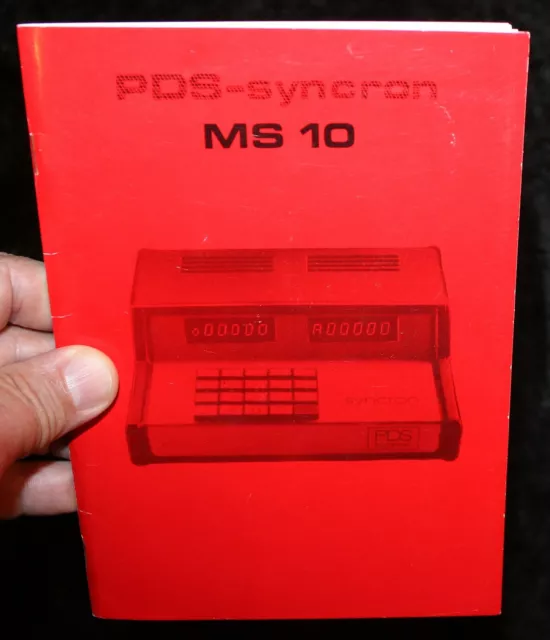 PDS-syncron
MS 10
000000 A00000.
syncron
PDS